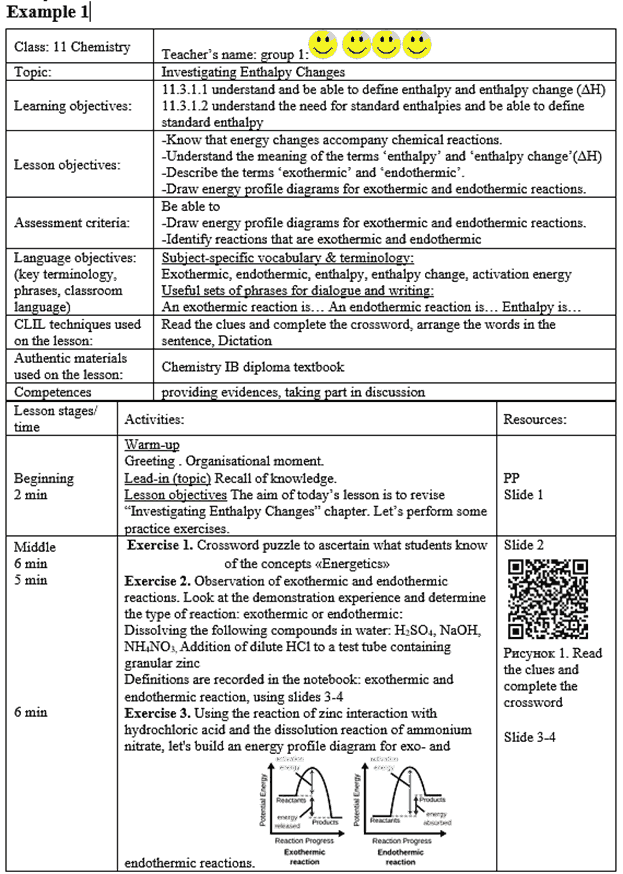 Example 1
Class: 11 Chemistry
Teacher's name: group 1:
Topic:
Investigating Enthalpy Changes
Learning objectives:
11.3.1.1 understand and be able to define enthalpy and enthalpy change (ΔH)
11.3.1.2 understand the need for standard enthalpies and be able to define
standard enthalpy
Lesson objectives:
-Know that energy changes accompany chemical reactions.
-Understand the meaning of the terms 'enthalpy' and 'enthalpy change'(ΔH)
-Describe the terms 'exothermic' and 'endothermic'.
-Draw energy profile diagrams for exothermic and endothermic reactions.
Assessment criteria:
Be able to
-Draw energy profile diagrams for exothermic and endothermic reactions.
-Identify reactions that are exothermic and endothermic
Language objectives:
(key terminology,
phrases, classroom
language)
Subject-specific vocabulary & terminology:
Exothermic, endothermic, enthalpy, enthalpy change, activation energy
Useful sets of phrases for dialogue and writing:
An exothermic reaction is… An endothermic reaction is… Enthalpy is…
CLIL techniques used
on the lesson:
Read the clues and complete the crossword, arrange the words in the
sentence, Dictation
Authentic materials
used on the lesson:
Chemistry IB diploma textbook
Competences
providing evidences, taking part in discussion
Lesson stages/
time
Activities:
Resources:
Beginning
2 min
Warm-up
Greeting . Organisational moment.
Lead-in (topic) Recall of knowledge.
Lesson objectives The aim of today's lesson is to revise
"Investigating Enthalpy Changes" chapter. Let's perform some
practice exercises.
PP
Slide 1
Middle
6 min
5 min
6 min
Exercise 1. Crossword puzzle to ascertain what students know
of the concepts «Energetics»
Exercise 2. Observation of exothermic and endothermic
reactions. Look at the demonstration experience and determine
the type of reaction: exothermic or endothermic:
Dissolving the following compounds in water: H₂SO₄, NaOH,
NH₄NO₃, Addition of dilute HCl to a test tube containing
granular zinc
Definitions are recorded in the notebook: exothermic and
endothermic reaction, using slides 3-4
Exercise 3. Using the reaction of zinc interaction with
hydrochloric acid and the dissolution reaction of ammonium
nitrate, let's build an energy profile diagram for exo- and
endothermic reactions.
Potential Energy
activation
energy
Reactants
energy
released
Products
Reaction Progress
Exothermic
reaction
Potential Energy
activation
energy
Products
Reactants
energy
absorbed
Reaction Progress
Endothermic
reaction
Slide 2
Рисунок 1. Read
the clues and
complete the
crossword
Slide 3-4